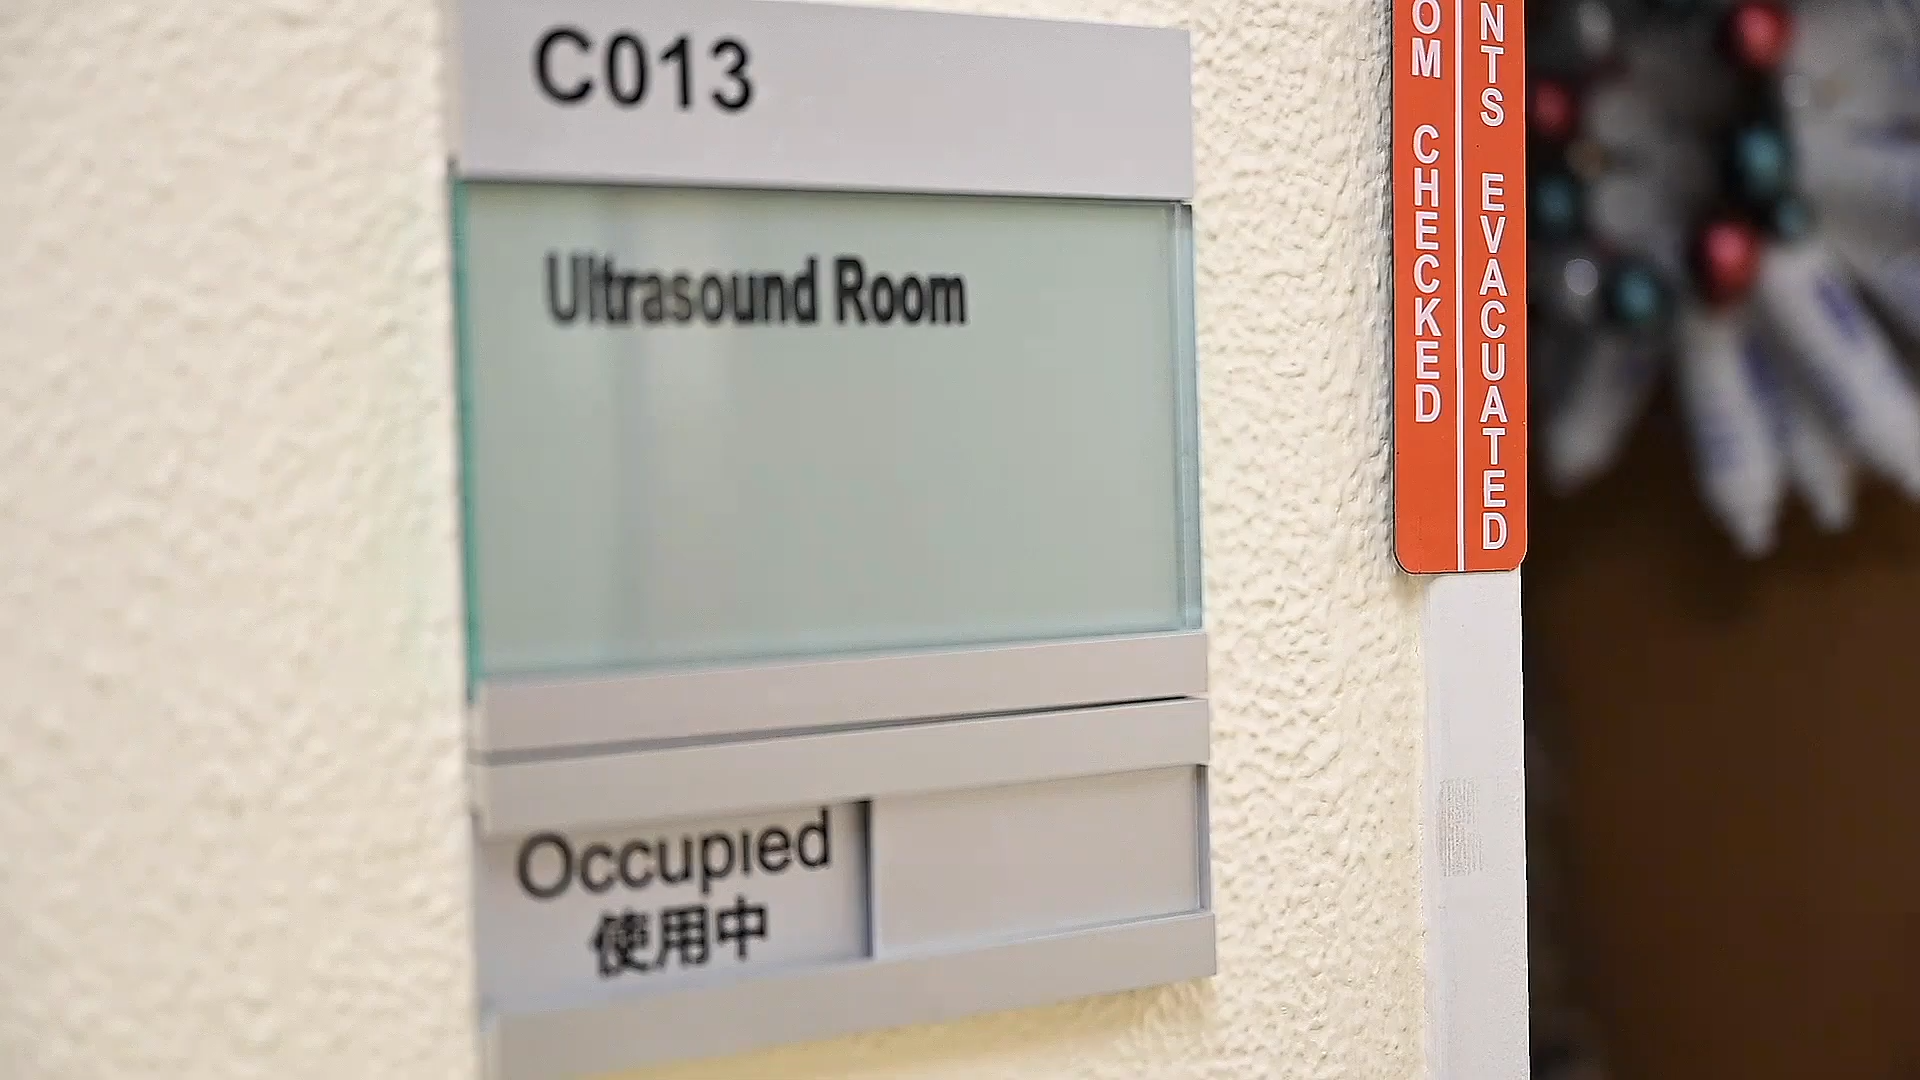 C013
Ultrasound Room
Occupied
使用中
OM CHECKED
NTS EVACUATED